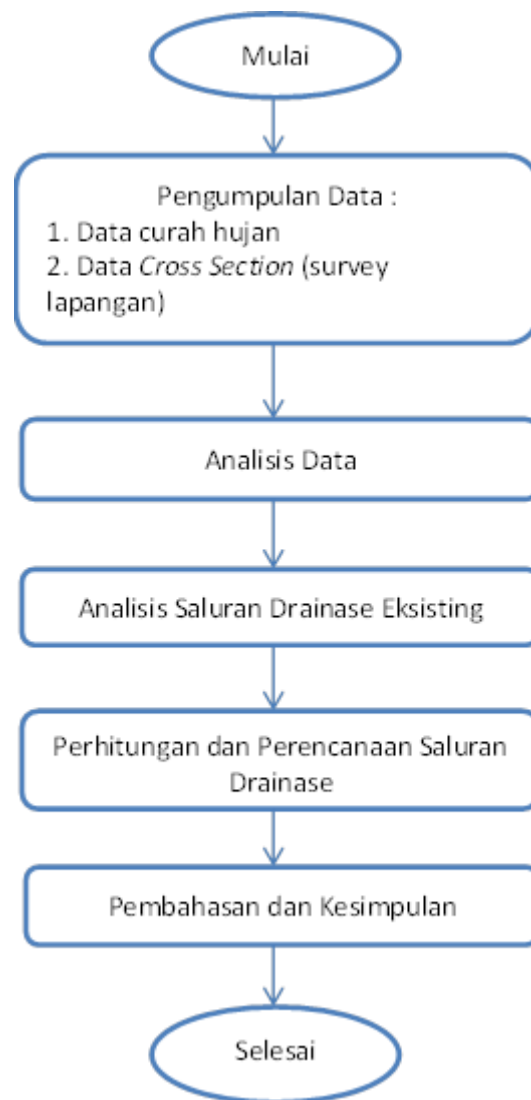 Mulai
Pengumpulan Data :
1. Data curah hujan
2. Data Cross Section (survey
lapangan)
Analisis Data
Analisis Saluran Drainase Eksisting
Perhitungan dan Perencanaan Saluran
Drainase
Pembahasan dan Kesimpulan
Selesai